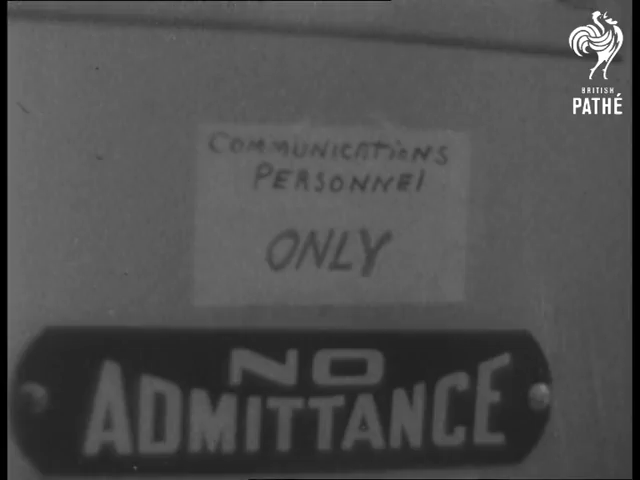 BRITISH
PATHÉ
COMMUNICATIONS
PERSONNEL
ONLY
NO
ADMITTANCE